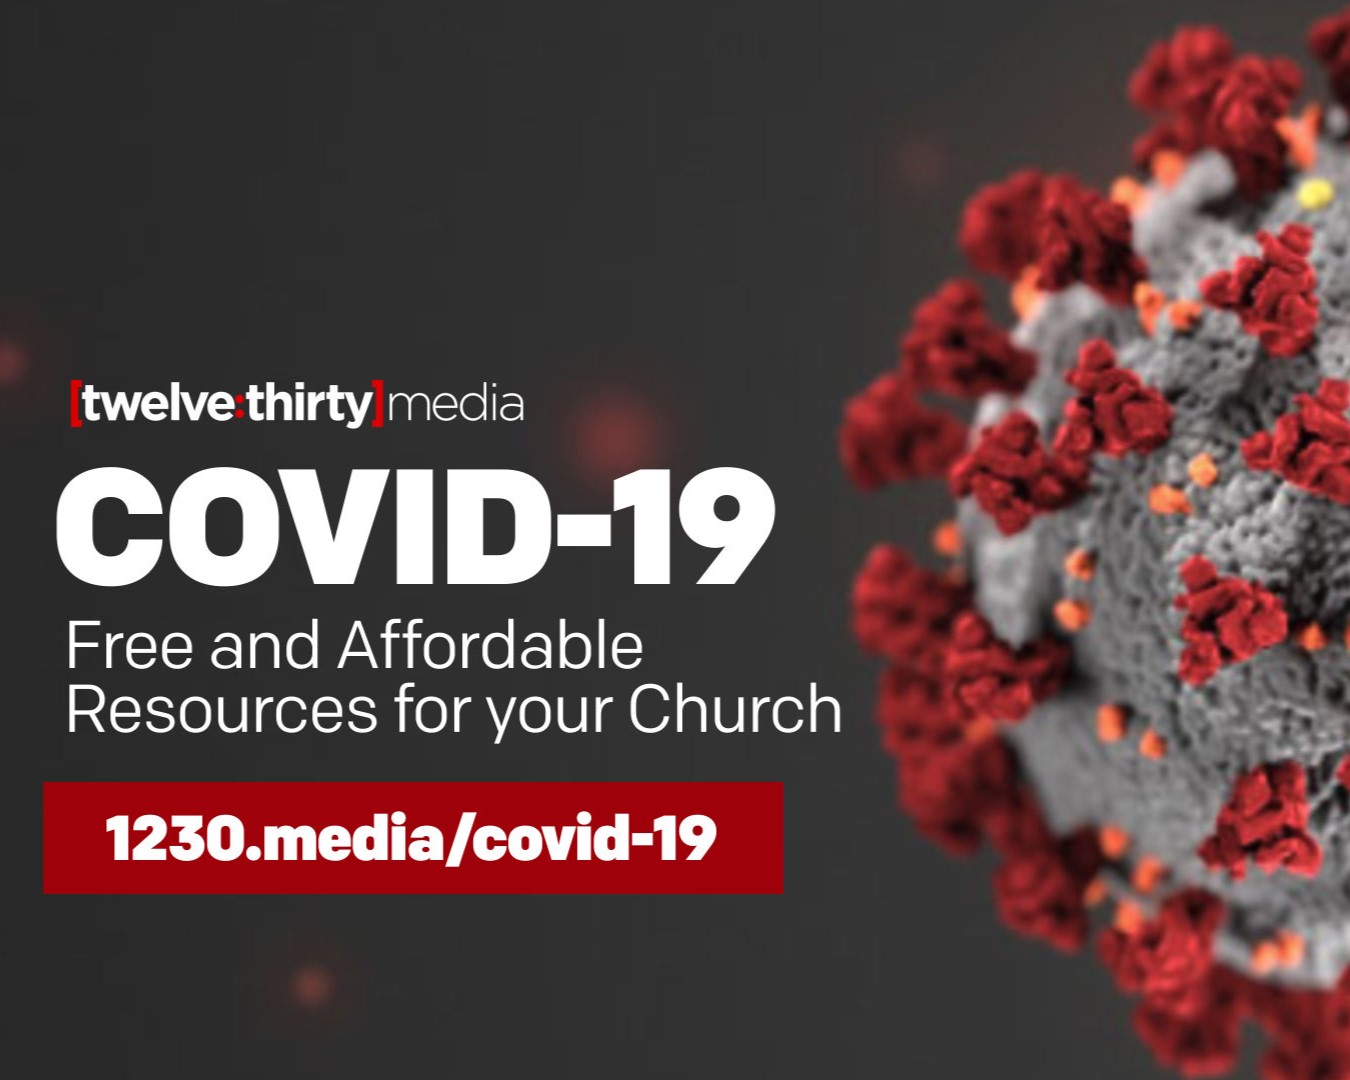 [twelve:thirty]media
COVID-19
Free and Affordable
Resources for your Church
1230.media/covid-19